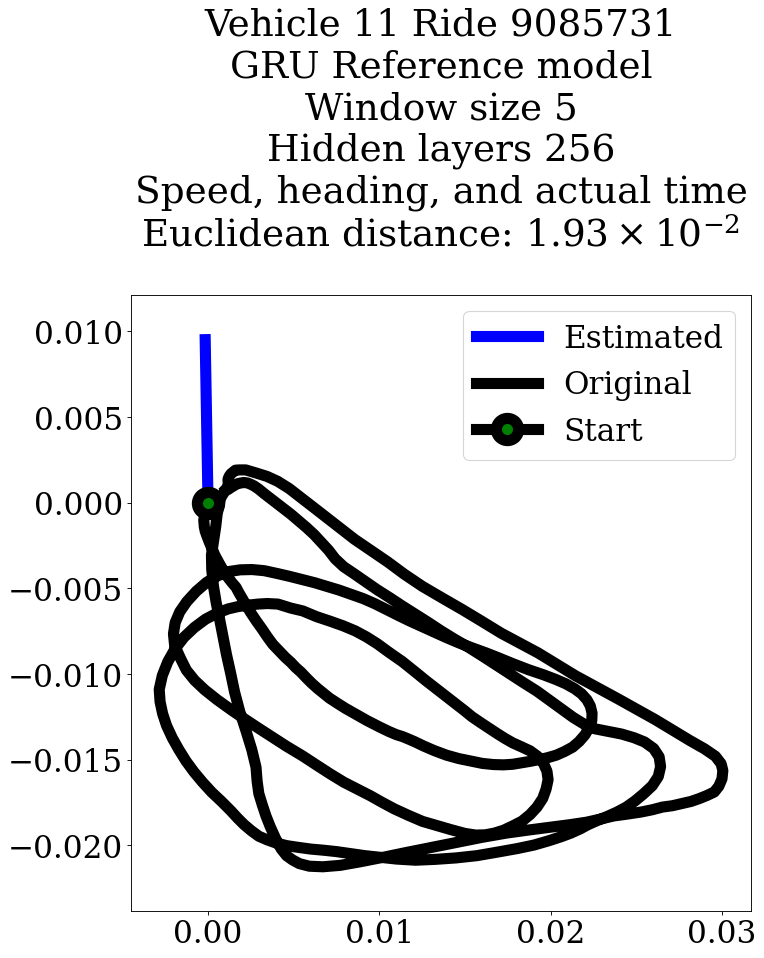 Vehicle 11 Ride 9085731
GRU Reference model
Window size 5
Hidden layers 256
Speed, heading, and actual time
Euclidean distance: 1.93 × 10⁻²
Estimated
Original
Start
0.010
0.005
0.000
−0.005
−0.010
−0.015
−0.020
0.00 0.01 0.02 0.03